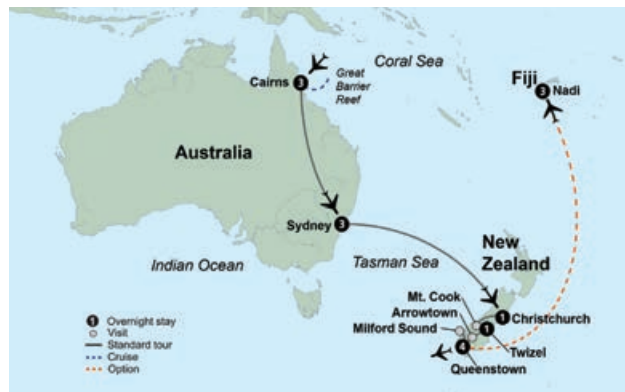 Coral Sea
Cairns
3
Great
Barrier
Reef
Fiji
3
Nadi
Australia
Sydney
3
Indian Ocean
Tasman Sea
New
Zealand
Mt. Cook
Arrowtown
Milford Sound
1
Christchurch
1
Twizel
4
Queenstown
1
Overnight stay
Visit
Standard tour
Cruise
Option